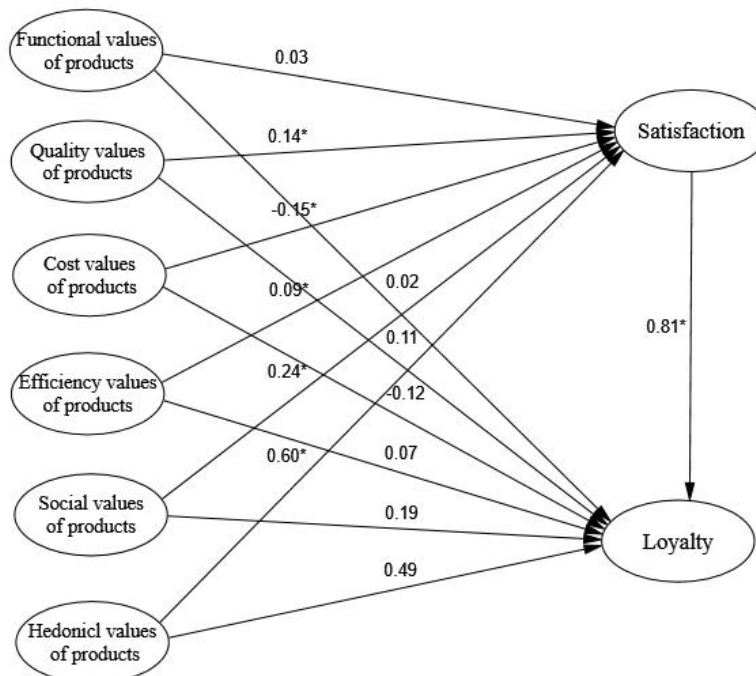 Functional values
of products
0.03
Satisfaction
Quality values
of products
0.14*
-0.15*
Cost values
of products
0.09*
0.02
0.11
0.81*
Efficiency values
of products
0.24*
-0.12
0.60*
0.07
Social values
of products
0.19
Loyalty
0.49
Hedonicl values
of products